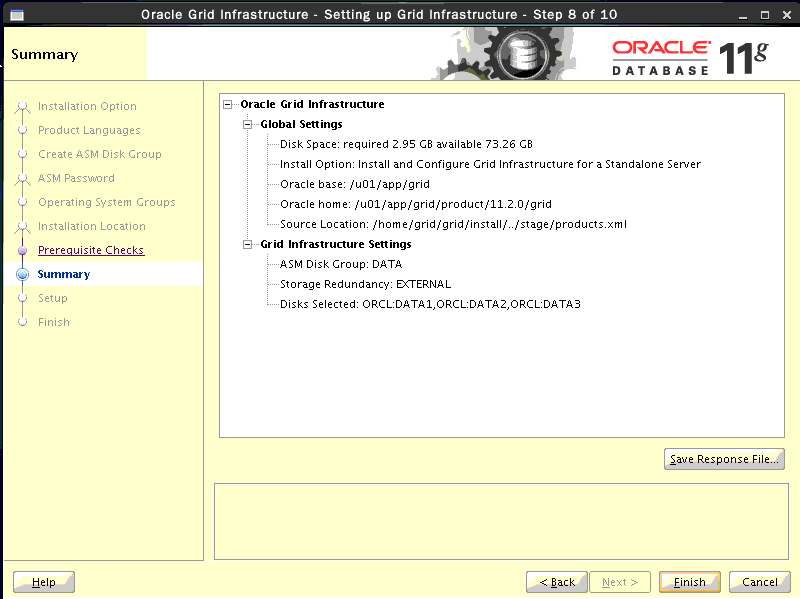 Oracle Grid Infrastructure - Setting up Grid Infrastructure - Step 8 of 10
Summary
ORACLE
DATABASE
11g
Installation Option
Product Languages
Create ASM Disk Group
ASM Password
Operating System Groups
Installation Location
Prerequisite Checks
Summary
Setup
Finish
Oracle Grid Infrastructure
Global Settings
Disk Space: required 2.95 GB available 73.26 GB
Install Option: Install and Configure Grid Infrastructure for a Standalone Server
Oracle base: /u01/app/grid
Oracle home: /u01/app/grid/product/11.2.0/grid
Source Location: /home/grid/grid/install/../stage/products.xml
Grid Infrastructure Settings
ASM Disk Group: DATA
Storage Redundancy: EXTERNAL
Disks Selected: ORCL:DATA1,ORCL:DATA2,ORCL:DATA3
Save Response File...
Help
< Back
Next >
Finish
Cancel